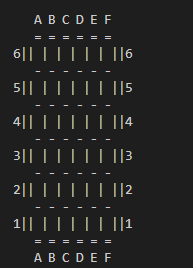 A B C D E F
= = = = = =
6|| | | | | ||6
- - - - - -
5|| | | | | ||5
- - - - - -
4|| | | | | ||4
- - - - - -
3|| | | | | ||3
- - - - - -
2|| | | | | ||2
- - - - - -
1|| | | | | ||1
= = = = = =
A B C D E F